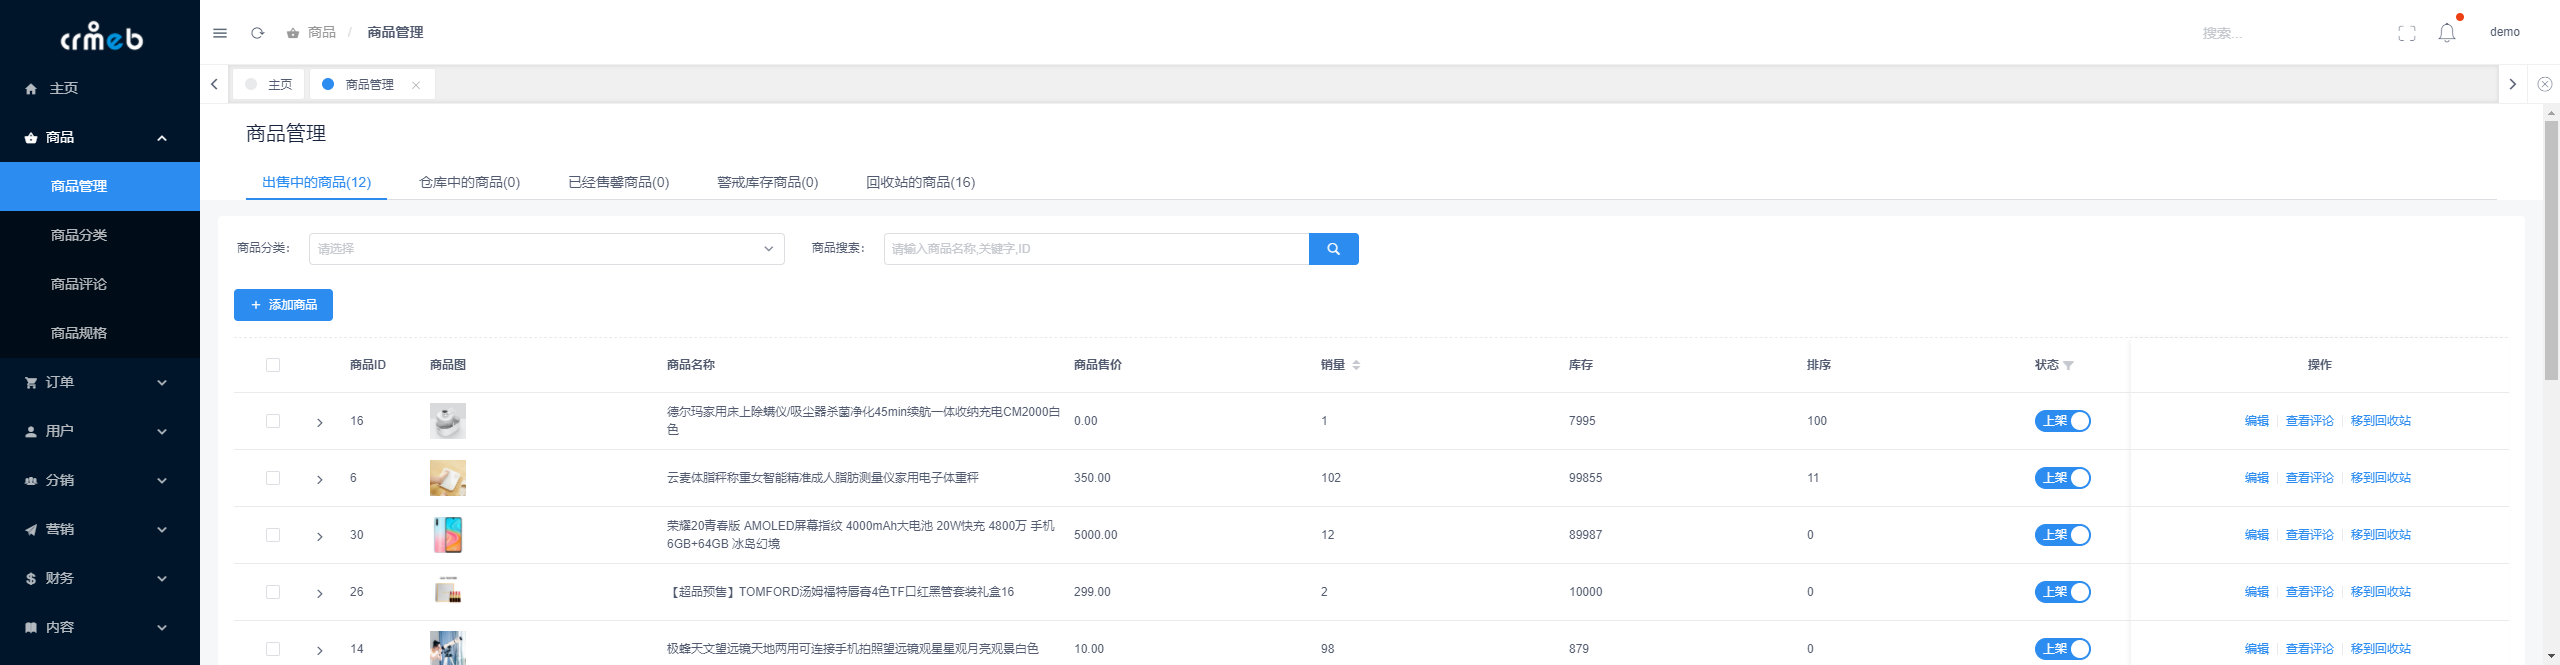 crmeb
主页
商品
商品管理
商品分类
商品评论
商品规格
订单
用户
分销
营销
财务
内容
商品 / 商品管理
搜索...
demo
主页 商品管理
商品管理
出售中的商品(12) 仓库中的商品(0) 已经售馨商品(0) 警戒库存商品(0) 回收站的商品(16)
商品分类： 请选择 商品搜索： 请输入商品名称,关键字,ID
+ 添加商品
商品ID 商品图 商品名称 商品售价 销量 库存 排序 状态 操作
16 德尔玛家用床上除螨仪/吸尘器杀菌净化45min续航一体收纳充电CM2000白 0.00 1 7995 100 上架 编辑 查看评论 移到回收站
色
6 云麦体脂秤称重女智能精准成人脂肪测量仪家用电子体重秤 350.00 102 99855 11 上架 编辑 查看评论 移到回收站
30 荣耀20青春版 AMOLED屏幕指纹 4000mAh大电池 20W快充 4800万 手机 5000.00 12 89987 0 上架 编辑 查看评论 移到回收站
6GB+64GB 冰岛幻境
26 【超品预售】TOMFORD汤姆福特唇膏4色TF口红黑管套装礼盒16 299.00 2 10000 0 上架 编辑 查看评论 移到回收站
14 极蜂天文望远镜天地两用可连接手机拍照望远镜观星星观月亮观景白色 10.00 98 879 0 上架 编辑 查看评论 移到回收站